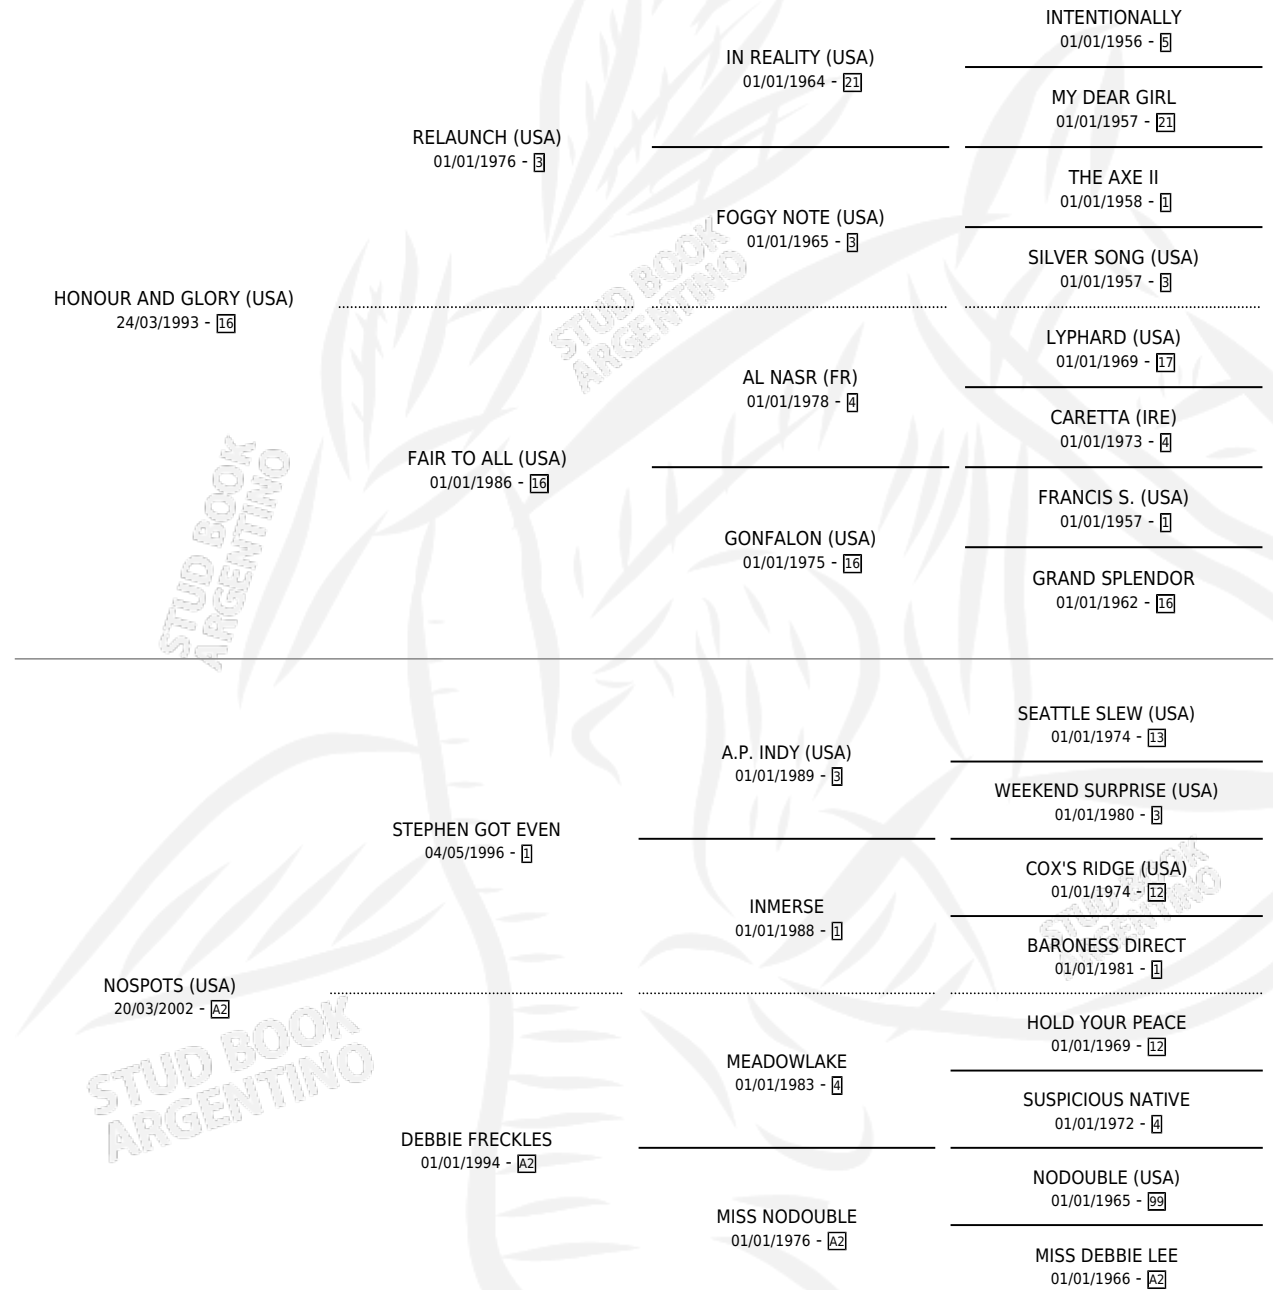 INTENTIONALLY
01/01/1956 - 5
IN REALITY (USA)
01/01/1964 - 21
MY DEAR GIRL
01/01/1957 - 21
RELAUNCH (USA)
01/01/1976 - 3
THE AXE II
01/01/1958 - 1
FOGGY NOTE (USA)
01/01/1965 - 3
SILVER SONG (USA)
01/01/1957 - 3
HONOUR AND GLORY (USA)
24/03/1993 - 16
LYPHARD (USA)
01/01/1969 - 17
AL NASR (FR)
01/01/1978 - 4
CARETTA (IRE)
01/01/1973 - 4
FAIR TO ALL (USA)
01/01/1986 - 16
FRANCIS S. (USA)
01/01/1957 - 1
GONFALON (USA)
01/01/1975 - 16
GRAND SPLENDOR
01/01/1962 - 16
SEATTLE SLEW (USA)
01/01/1974 - 13
A.P. INDY (USA)
01/01/1989 - 3
WEEKEND SURPRISE (USA)
01/01/1980 - 3
STEPHEN GOT EVEN
04/05/1996 - 1
COX'S RIDGE (USA)
01/01/1974 - 12
INMERSE
01/01/1988 - 1
BARONESS DIRECT
01/01/1981 - 1
NOSPOTS (USA)
20/03/2002 - A2
HOLD YOUR PEACE
01/01/1969 - 12
MEADOWLAKE
01/01/1983 - 4
SUSPICIOUS NATIVE
01/01/1972 - 4
DEBBIE FRECKLES
01/01/1994 - A2
NODOUBLE (USA)
01/01/1965 - 99
MISS NODOUBLE
01/01/1976 - A2
MISS DEBBIE LEE
01/01/1966 - A2
STUD BOOK
ARGENTINO
STUD BOOK
ARGENTINO
STUD BOOK
ARGENTINO
STUD BOOK
ARGENTINO